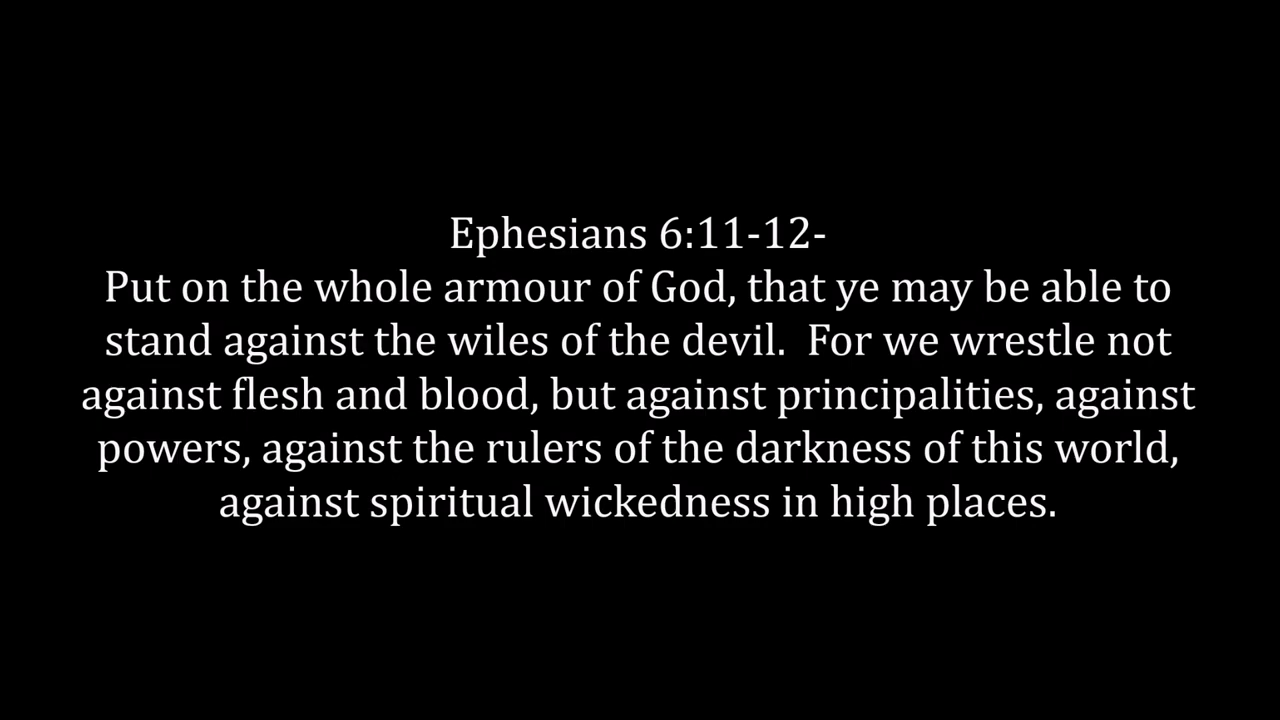 Ephesians 6:11-12-
Put on the whole armour of God, that ye may be able to
stand against the wiles of the devil.  For we wrestle not
against flesh and blood, but against principalities, against
powers, against the rulers of the darkness of this world,
against spiritual wickedness in high places.